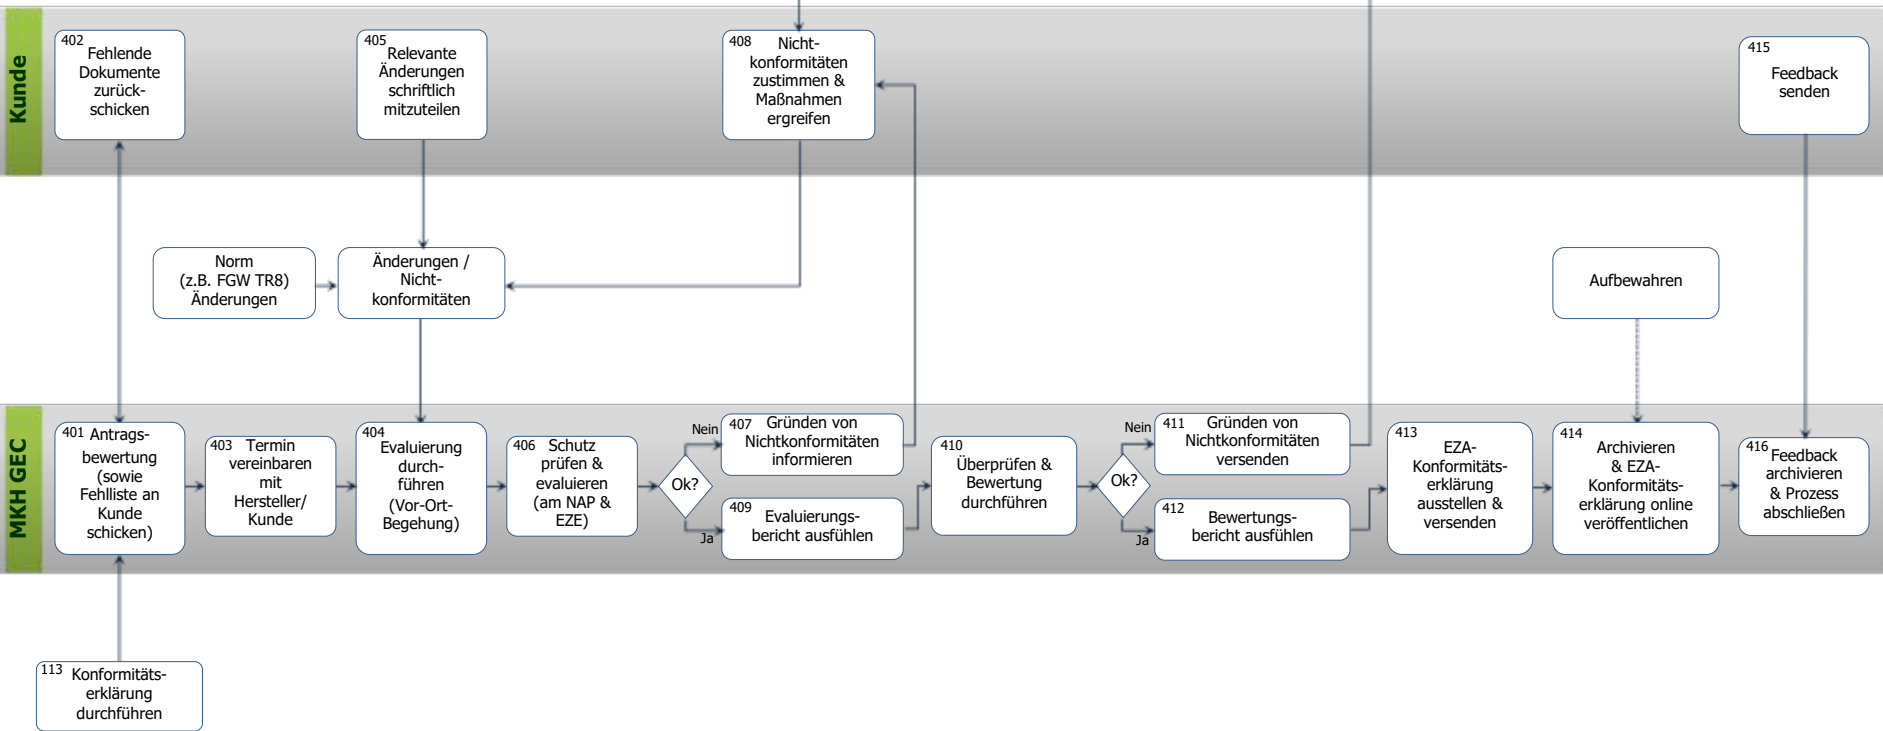 Kunde
402
Fehlende
Dokumente
zurück-
schicken
405
Relevante
Änderungen
schriftlich
mitzuteilen
408
Nicht-
konformitäten
zustimmen &
Maßnahmen
ergreifen
415
Feedback
senden
Norm
(z.B. FGW TR8)
Änderungen
Änderungen /
Nicht-
konformitäten
Aufbewahren
MKH GEC
401 Antrags-
bewertung
(sowie
Fehlliste an
Kunde
schicken)
403 Termin
vereinbaren
mit
Hersteller/
Kunde
404
Evaluierung
durch-
führen
(Vor-Ort-
Begehung)
406 Schutz
prüfen &
evaluieren
(am NAP &
EZE)
Ok?
Nein
Ja
407 Gründen von
Nichtkonformitäten
informieren
409
Evaluierungs-
bericht ausfühlen
410
Überprüfen &
Bewertung
durchführen
Ok?
Nein
Ja
411 Gründen von
Nichtkonformitäten
versenden
412
Bewertungs-
bericht ausfühlen
413
EZA-
Konformitäts-
erklärung
ausstellen &
versenden
414
Archivieren
& EZA-
Konformitäts-
erklärung online
veröffentlichen
416 Feedback
archivieren
& Prozess
abschließen
113 Konformitäts-
erklärung
durchführen